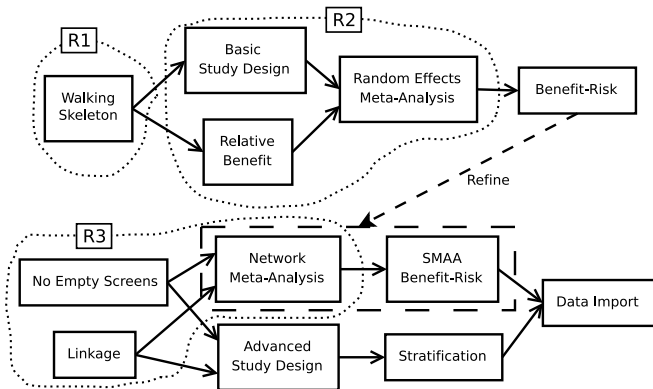 R1
R2
Basic
Study Design
Walking
Skeleton
Random Effects
Meta-Analysis
Benefit-Risk
Relative
Benefit
Refine
R3
Network
Meta-Analysis
SMAA
Benefit-Risk
No Empty Screens
Data Import
Linkage
Advanced
Study Design
Stratification